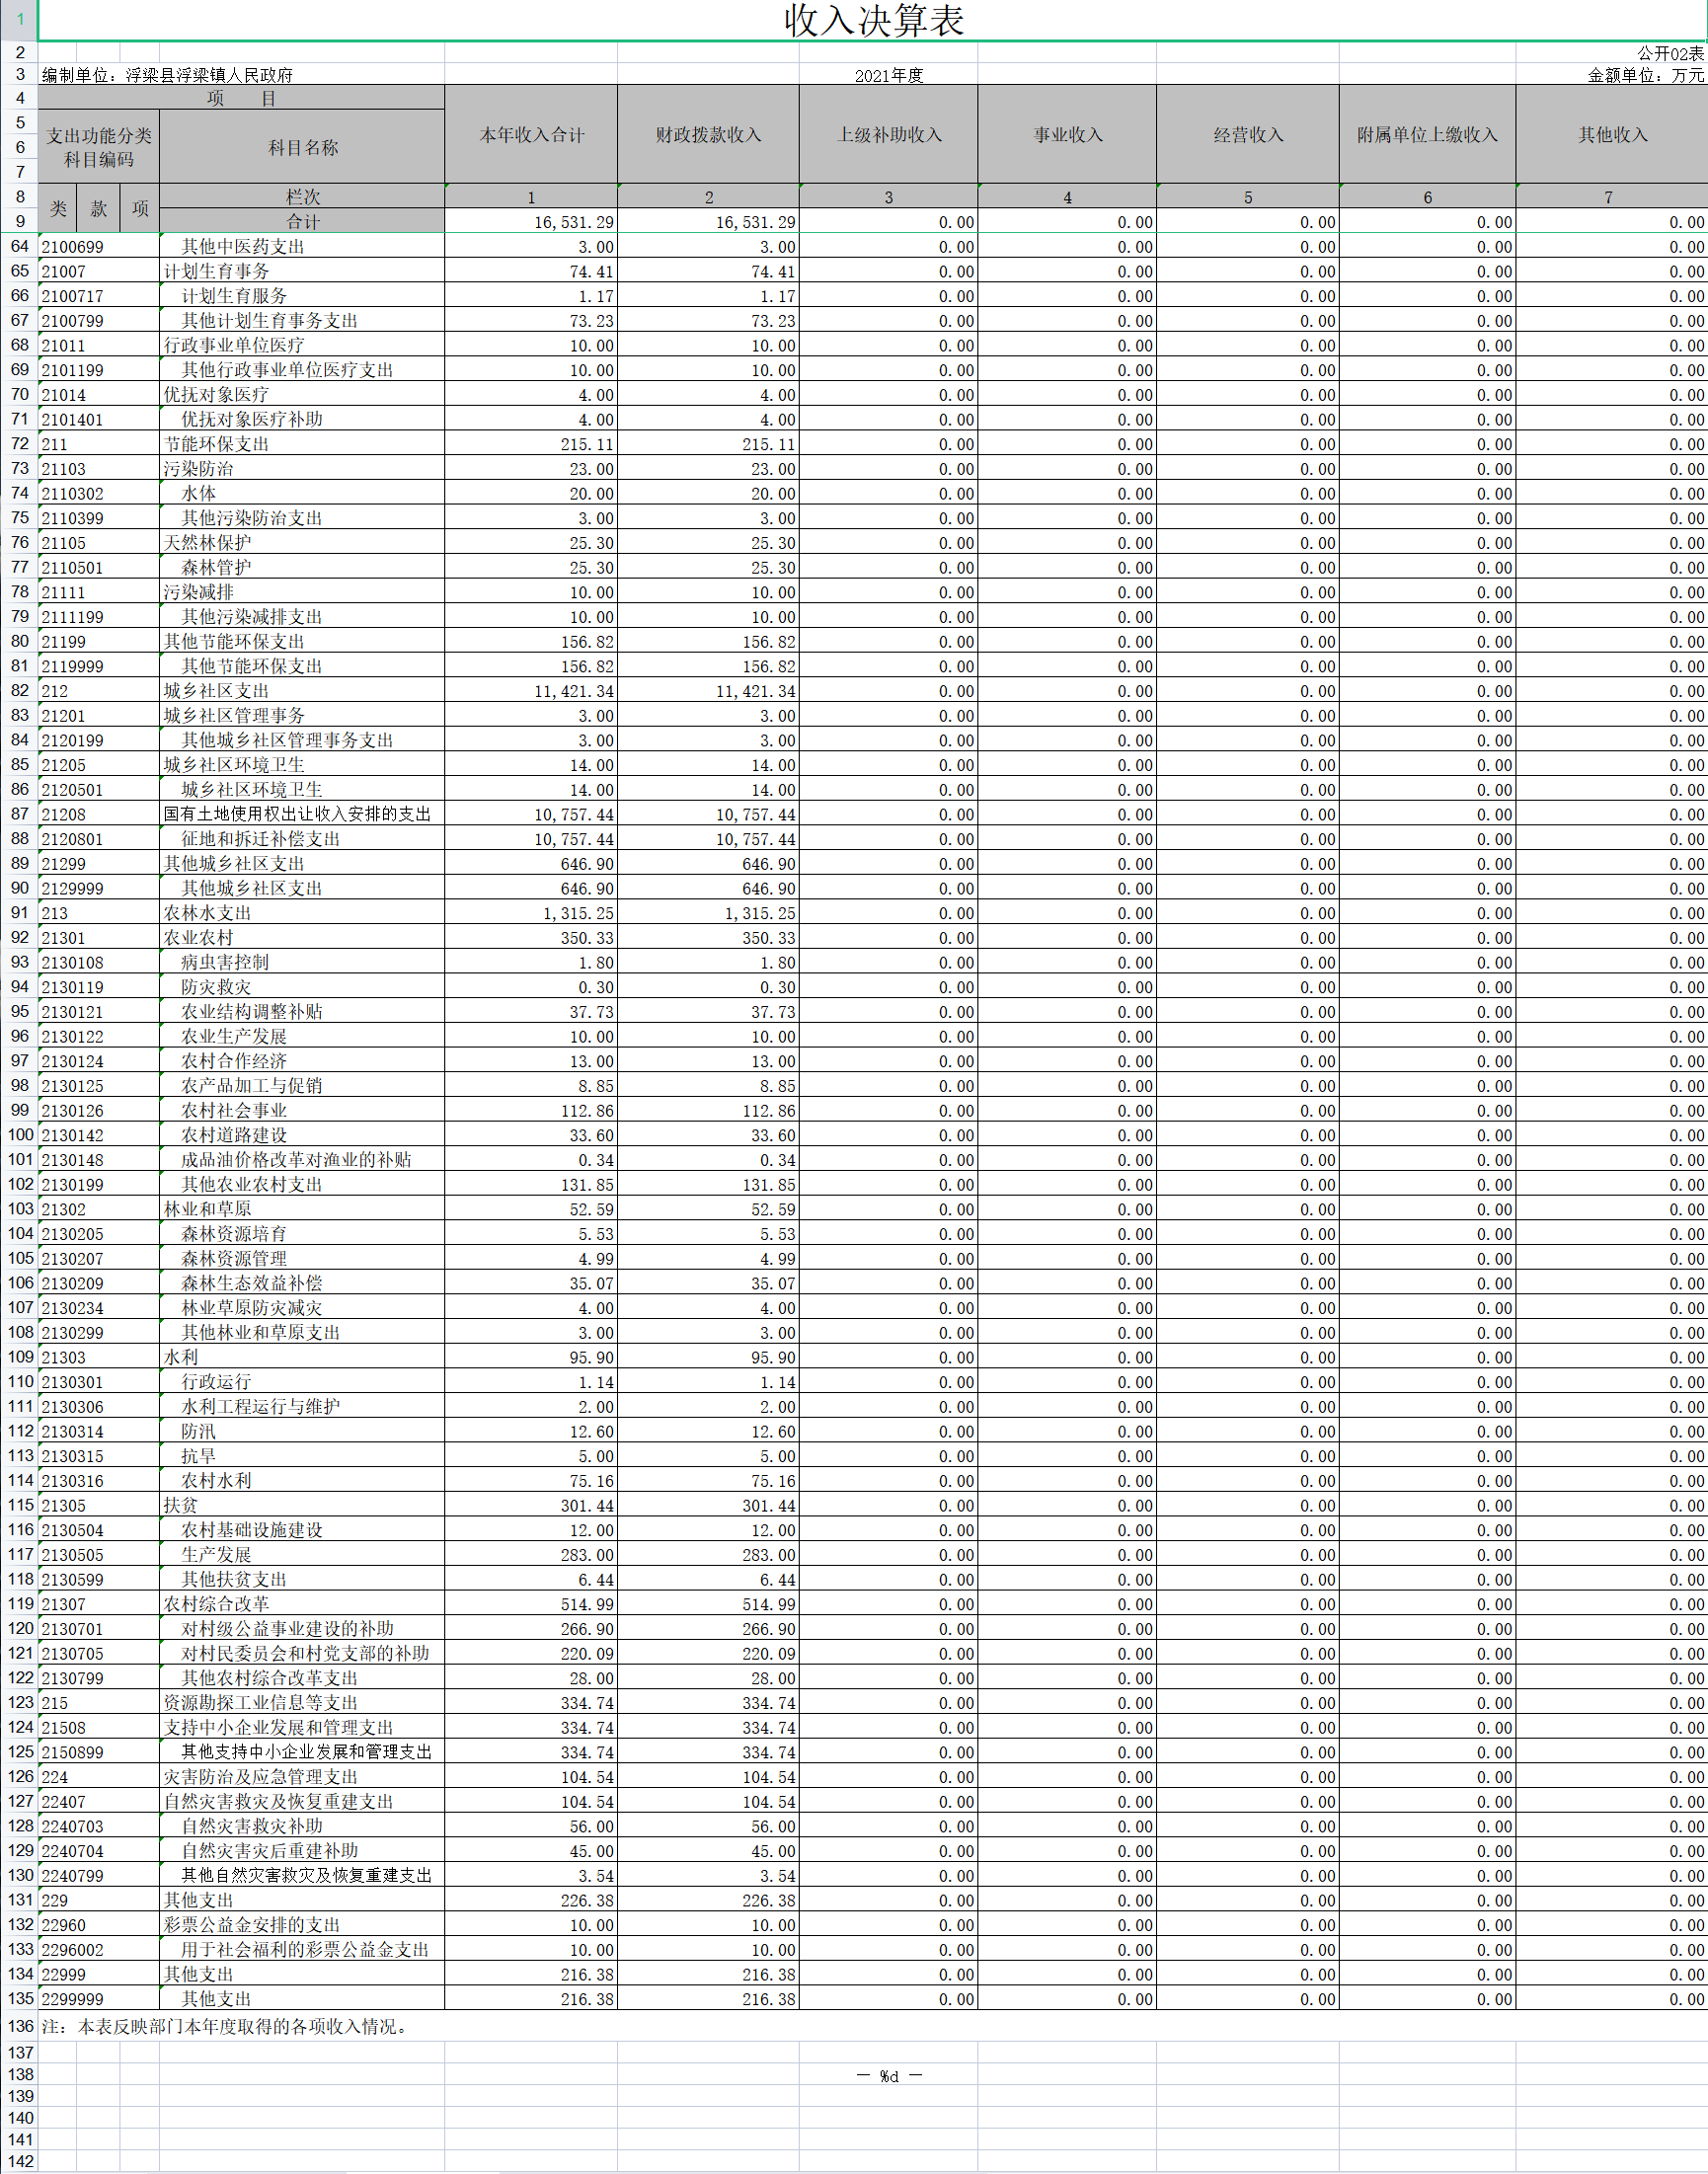 1 收入决算表
2 公开02表
3 编制单位：浮梁县浮梁镇人民政府 2021年度 金额单位：万元
4 项 目
5 支出功能分类科目编码 科目名称 本年收入合计 财政拨款收入 上级补助收入 事业收入 经营收入 附属单位上缴收入 其他收入
6
7
8 类 款 项 栏次 1 2 3 4 5 6 7
9 合计 16,531.29 16,531.29 0.00 0.00 0.00 0.00 0.00
64 2100699 其他中医药支出 3.00 3.00 0.00 0.00 0.00 0.00 0.00
65 21007 计划生育事务 74.41 74.41 0.00 0.00 0.00 0.00 0.00
66 2100717 计划生育服务 1.17 1.17 0.00 0.00 0.00 0.00 0.00
67 2100799 其他计划生育事务支出 73.23 73.23 0.00 0.00 0.00 0.00 0.00
68 21011 行政事业单位医疗 10.00 10.00 0.00 0.00 0.00 0.00 0.00
69 2101199 其他行政事业单位医疗支出 10.00 10.00 0.00 0.00 0.00 0.00 0.00
70 21014 优抚对象医疗 4.00 4.00 0.00 0.00 0.00 0.00 0.00
71 2101401 优抚对象医疗补助 4.00 4.00 0.00 0.00 0.00 0.00 0.00
72 211 节能环保支出 215.11 215.11 0.00 0.00 0.00 0.00 0.00
73 21103 污染防治 23.00 23.00 0.00 0.00 0.00 0.00 0.00
74 2110302 水体 20.00 20.00 0.00 0.00 0.00 0.00 0.00
75 2110399 其他污染防治支出 3.00 3.00 0.00 0.00 0.00 0.00 0.00
76 21105 天然林保护 25.30 25.30 0.00 0.00 0.00 0.00 0.00
77 2110501 森林管护 25.30 25.30 0.00 0.00 0.00 0.00 0.00
78 21111 污染减排 10.00 10.00 0.00 0.00 0.00 0.00 0.00
79 2111199 其他污染减排支出 10.00 10.00 0.00 0.00 0.00 0.00 0.00
80 21199 其他节能环保支出 156.82 156.82 0.00 0.00 0.00 0.00 0.00
81 2119999 其他节能环保支出 156.82 156.82 0.00 0.00 0.00 0.00 0.00
82 212 城乡社区支出 11,421.34 11,421.34 0.00 0.00 0.00 0.00 0.00
83 21201 城乡社区管理事务 3.00 3.00 0.00 0.00 0.00 0.00 0.00
84 2120199 其他城乡社区管理事务支出 3.00 3.00 0.00 0.00 0.00 0.00 0.00
85 21205 城乡社区环境卫生 14.00 14.00 0.00 0.00 0.00 0.00 0.00
86 2120501 城乡社区环境卫生 14.00 14.00 0.00 0.00 0.00 0.00 0.00
87 21208 国有土地使用权出让收入安排的支出 10,757.44 10,757.44 0.00 0.00 0.00 0.00 0.00
88 2120801 征地和拆迁补偿支出 10,757.44 10,757.44 0.00 0.00 0.00 0.00 0.00
89 21299 其他城乡社区支出 646.90 646.90 0.00 0.00 0.00 0.00 0.00
90 2129999 其他城乡社区支出 646.90 646.90 0.00 0.00 0.00 0.00 0.00
91 213 农林水支出 1,315.25 1,315.25 0.00 0.00 0.00 0.00 0.00
92 21301 农业农村 350.33 350.33 0.00 0.00 0.00 0.00 0.00
93 2130108 病虫害控制 1.80 1.80 0.00 0.00 0.00 0.00 0.00
94 2130119 防灾救灾 0.30 0.30 0.00 0.00 0.00 0.00 0.00
95 2130121 农业结构调整补贴 37.73 37.73 0.00 0.00 0.00 0.00 0.00
96 2130122 农业生产发展 10.00 10.00 0.00 0.00 0.00 0.00 0.00
97 2130124 农村合作经济 13.00 13.00 0.00 0.00 0.00 0.00 0.00
98 2130125 农产品加工与促销 8.85 8.85 0.00 0.00 0.00 0.00 0.00
99 2130126 农村社会事业 112.86 112.86 0.00 0.00 0.00 0.00 0.00
100 2130142 农村道路建设 33.60 33.60 0.00 0.00 0.00 0.00 0.00
101 2130148 成品油价格改革对渔业的补贴 0.34 0.34 0.00 0.00 0.00 0.00 0.00
102 2130199 其他农业农村支出 131.85 131.85 0.00 0.00 0.00 0.00 0.00
103 21302 林业和草原 52.59 52.59 0.00 0.00 0.00 0.00 0.00
104 2130205 森林资源培育 5.53 5.53 0.00 0.00 0.00 0.00 0.00
105 2130207 森林资源管理 4.99 4.99 0.00 0.00 0.00 0.00 0.00
106 2130209 森林生态效益补偿 35.07 35.07 0.00 0.00 0.00 0.00 0.00
107 2130234 林业草原防灾减灾 4.00 4.00 0.00 0.00 0.00 0.00 0.00
108 2130299 其他林业和草原支出 3.00 3.00 0.00 0.00 0.00 0.00 0.00
109 21303 水利 95.90 95.90 0.00 0.00 0.00 0.00 0.00
110 2130301 行政运行 1.14 1.14 0.00 0.00 0.00 0.00 0.00
111 2130306 水利工程运行与维护 2.00 2.00 0.00 0.00 0.00 0.00 0.00
112 2130314 防汛 12.60 12.60 0.00 0.00 0.00 0.00 0.00
113 2130315 抗旱 5.00 5.00 0.00 0.00 0.00 0.00 0.00
114 2130316 农村水利 75.16 75.16 0.00 0.00 0.00 0.00 0.00
115 21305 扶贫 301.44 301.44 0.00 0.00 0.00 0.00 0.00
116 2130504 农村基础设施建设 12.00 12.00 0.00 0.00 0.00 0.00 0.00
117 2130505 生产发展 283.00 283.00 0.00 0.00 0.00 0.00 0.00
118 2130599 其他扶贫支出 6.44 6.44 0.00 0.00 0.00 0.00 0.00
119 21307 农村综合改革 514.99 514.99 0.00 0.00 0.00 0.00 0.00
120 2130701 对村级公益事业建设的补助 266.90 266.90 0.00 0.00 0.00 0.00 0.00
121 2130705 对村民委员会和村党支部的补助 220.09 220.09 0.00 0.00 0.00 0.00 0.00
122 2130799 其他农村综合改革支出 28.00 28.00 0.00 0.00 0.00 0.00 0.00
123 215 资源勘探工业信息等支出 334.74 334.74 0.00 0.00 0.00 0.00 0.00
124 21508 支持中小企业发展和管理支出 334.74 334.74 0.00 0.00 0.00 0.00 0.00
125 2150899 其他支持中小企业发展和管理支出 334.74 334.74 0.00 0.00 0.00 0.00 0.00
126 224 灾害防治及应急管理支出 104.54 104.54 0.00 0.00 0.00 0.00 0.00
127 22407 自然灾害救灾及恢复重建支出 104.54 104.54 0.00 0.00 0.00 0.00 0.00
128 2240703 自然灾害救灾补助 56.00 56.00 0.00 0.00 0.00 0.00 0.00
129 2240704 自然灾害灾后重建补助 45.00 45.00 0.00 0.00 0.00 0.00 0.00
130 2240799 其他自然灾害救灾及恢复重建支出 3.54 3.54 0.00 0.00 0.00 0.00 0.00
131 229 其他支出 226.38 226.38 0.00 0.00 0.00 0.00 0.00
132 22960 彩票公益金安排的支出 10.00 10.00 0.00 0.00 0.00 0.00 0.00
133 2296002 用于社会福利的彩票公益金支出 10.00 10.00 0.00 0.00 0.00 0.00 0.00
134 22999 其他支出 216.38 216.38 0.00 0.00 0.00 0.00 0.00
135 2299999 其他支出 216.38 216.38 0.00 0.00 0.00 0.00 0.00
136 注：本表反映部门本年度取得的各项收入情况。
137
138 — %d —
139
140
141
142